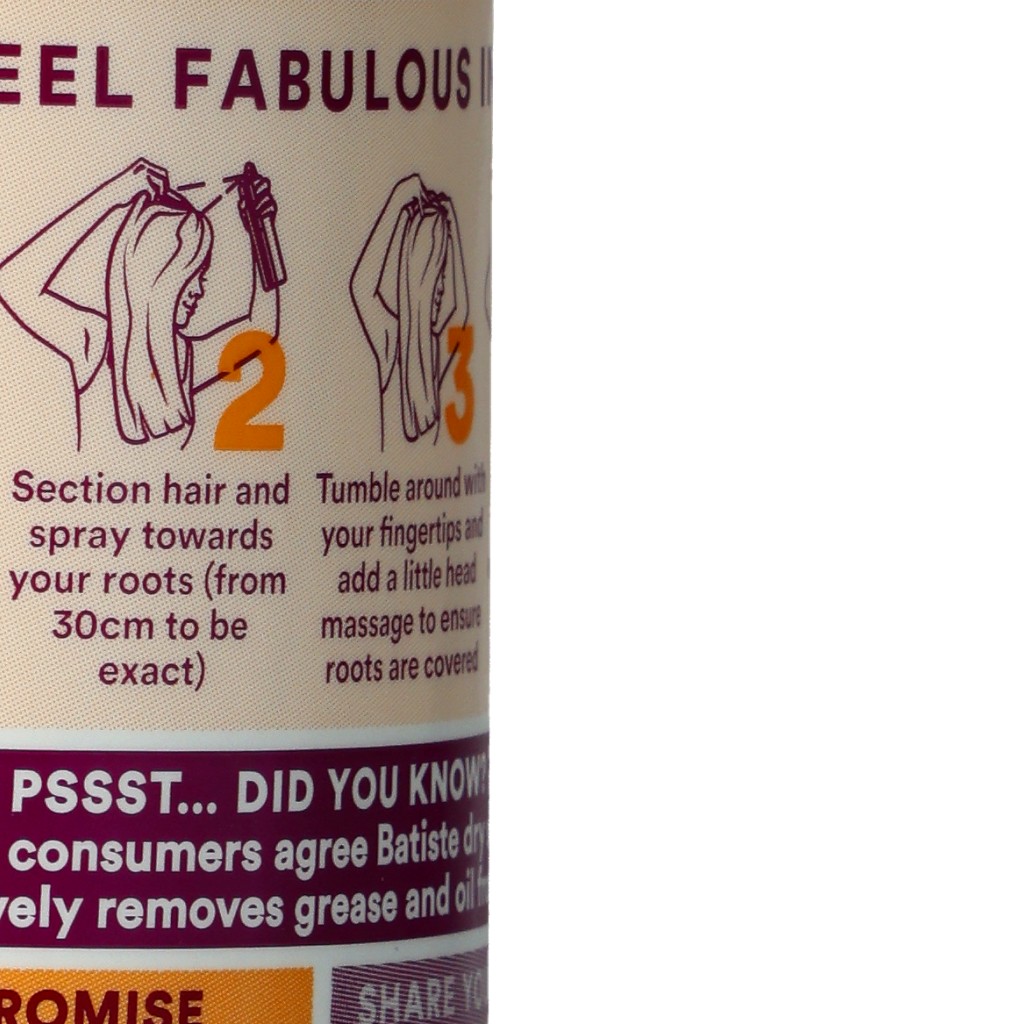 EEL FABULOUS IN
2
3
Section hair and
spray towards
your roots (from
30cm to be
exact)
Tumble around with
your fingertips and
add a little head
massage to ensure
roots are covered
PSSST... DID YOU KNOW?
consumers agree Batiste dry
vely removes grease and oil
ROMISE
SHARE YOU